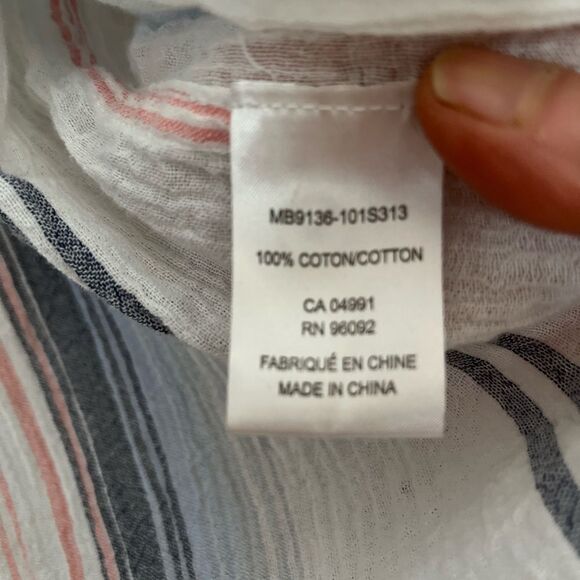 MB9136-101S313
100% COTON/COTTON
CA 04991
RN 96092
FABRIQUÉ EN CHINE
MADE IN CHINA